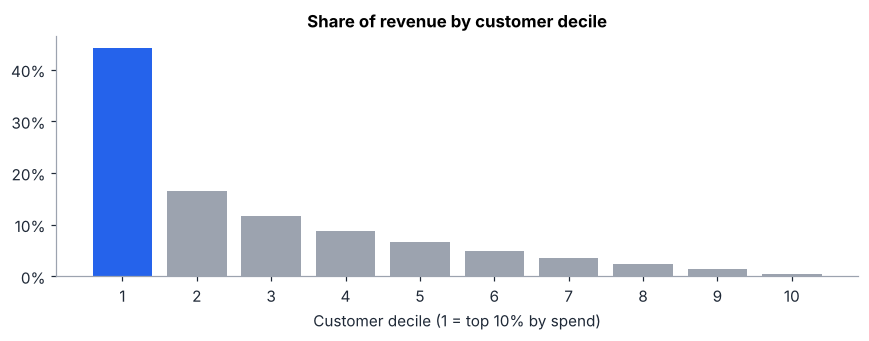 Share of revenue by customer decile
40%
30%
20%
10%
0%
1 2 3 4 5 6 7 8 9 10
Customer decile (1 = top 10% by spend)